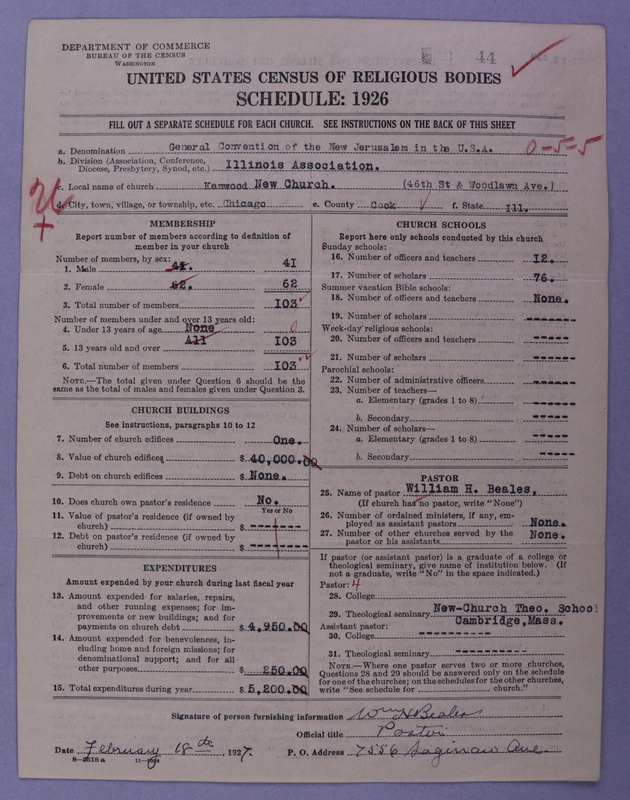 DEPARTMENT OF COMMERCE
BUREAU OF THE CENSUS
WASHINGTON
44
UNITED STATES CENSUS OF RELIGIOUS BODIES
SCHEDULE: 1926
FILL OUT A SEPARATE SCHEDULE FOR EACH CHURCH. SEE INSTRUCTIONS ON THE BACK OF THIS SHEET
a. Denomination General Convention of the New Jerusalem in the U.S.A. 0-5-5
b. Division (Association, Conference, Diocese, Presbytery, Synod, etc.) Illinois Association.
c. Local name of church Kenwood New Church. (46th St & Woodlawn Ave.)
d. City, town, village, or township, etc. Chicago e. County Cook f. State Ill.
MEMBERSHIP
Report number of members according to definition of
member in your church
Number of members, by sex:
1. Male 41. 41
2. Female 62. 62
3. Total number of members 103
Number of members under and over 13 years old:
4. Under 13 years of age None 0
5. 13 years old and over All 103
6. Total number of members 103
NOTE.—The total given under Question 6 should be the
same as the total of males and females given under Question 3.
CHURCH BUILDINGS
See instructions, paragraphs 10 to 12
7. Number of church edifices One.
8. Value of church edifices $ 40,000.00
9. Debt on church edifices $ None.
10. Does church own pastor's residence No.
Yes or No
11. Value of pastor's residence (if owned by
church) $ --------
12. Debt on pastor's residence (if owned by
church) $ --------
EXPENDITURES
Amount expended by your church during last fiscal year
13. Amount expended for salaries, repairs,
and other running expenses; for im-
provements or new buildings; and for
payments on church debt $ 4,950.00
14. Amount expended for benevolences, in-
cluding home and foreign missions; for
denominational support; and for all
other purposes $ 250.00
15. Total expenditures during year $ 5,200.00
CHURCH SCHOOLS
Report here only schools conducted by this church
Sunday schools:
16. Number of officers and teachers 12.
17. Number of scholars 76.
Summer vacation Bible schools:
18. Number of officers and teachers None.
19. Number of scholars -------
Week-day religious schools:
20. Number of officers and teachers -----
21. Number of scholars ------
Parochial schools:
22. Number of administrative officers ------
23. Number of teachers—
a. Elementary (grades 1 to 8) ------
b. Secondary -----
24. Number of scholars—
a. Elementary (grades 1 to 8) -----
b. Secondary -----
PASTOR
25. Name of pastor William H. Beales.
(If church has no pastor, write "None")
26. Number of ordained ministers, if any, em-
ployed as assistant pastors None.
27. Number of other churches served by the
pastor or his assistants None.
If pastor (or assistant pastor) is a graduate of a college or
theological seminary, give name of institution below. (If
not a graduate, write "No" in the space indicated.)
Pastor: 4
28. College
29. Theological seminary New-Church Theo. School
Cambridge, Mass.
Assistant pastor:
30. College ----------
31. Theological seminary ----------
NOTE.—Where one pastor serves two or more churches,
Questions 28 and 29 should be answered only on the schedule
for one of the churches; on the schedules for the other churches,
write "See schedule for church."
Signature of person furnishing information Wm H Beales
Official title Pastor
Date February 18th, 1927. P. O. Address 7556 Saginaw Ave
8—2618a